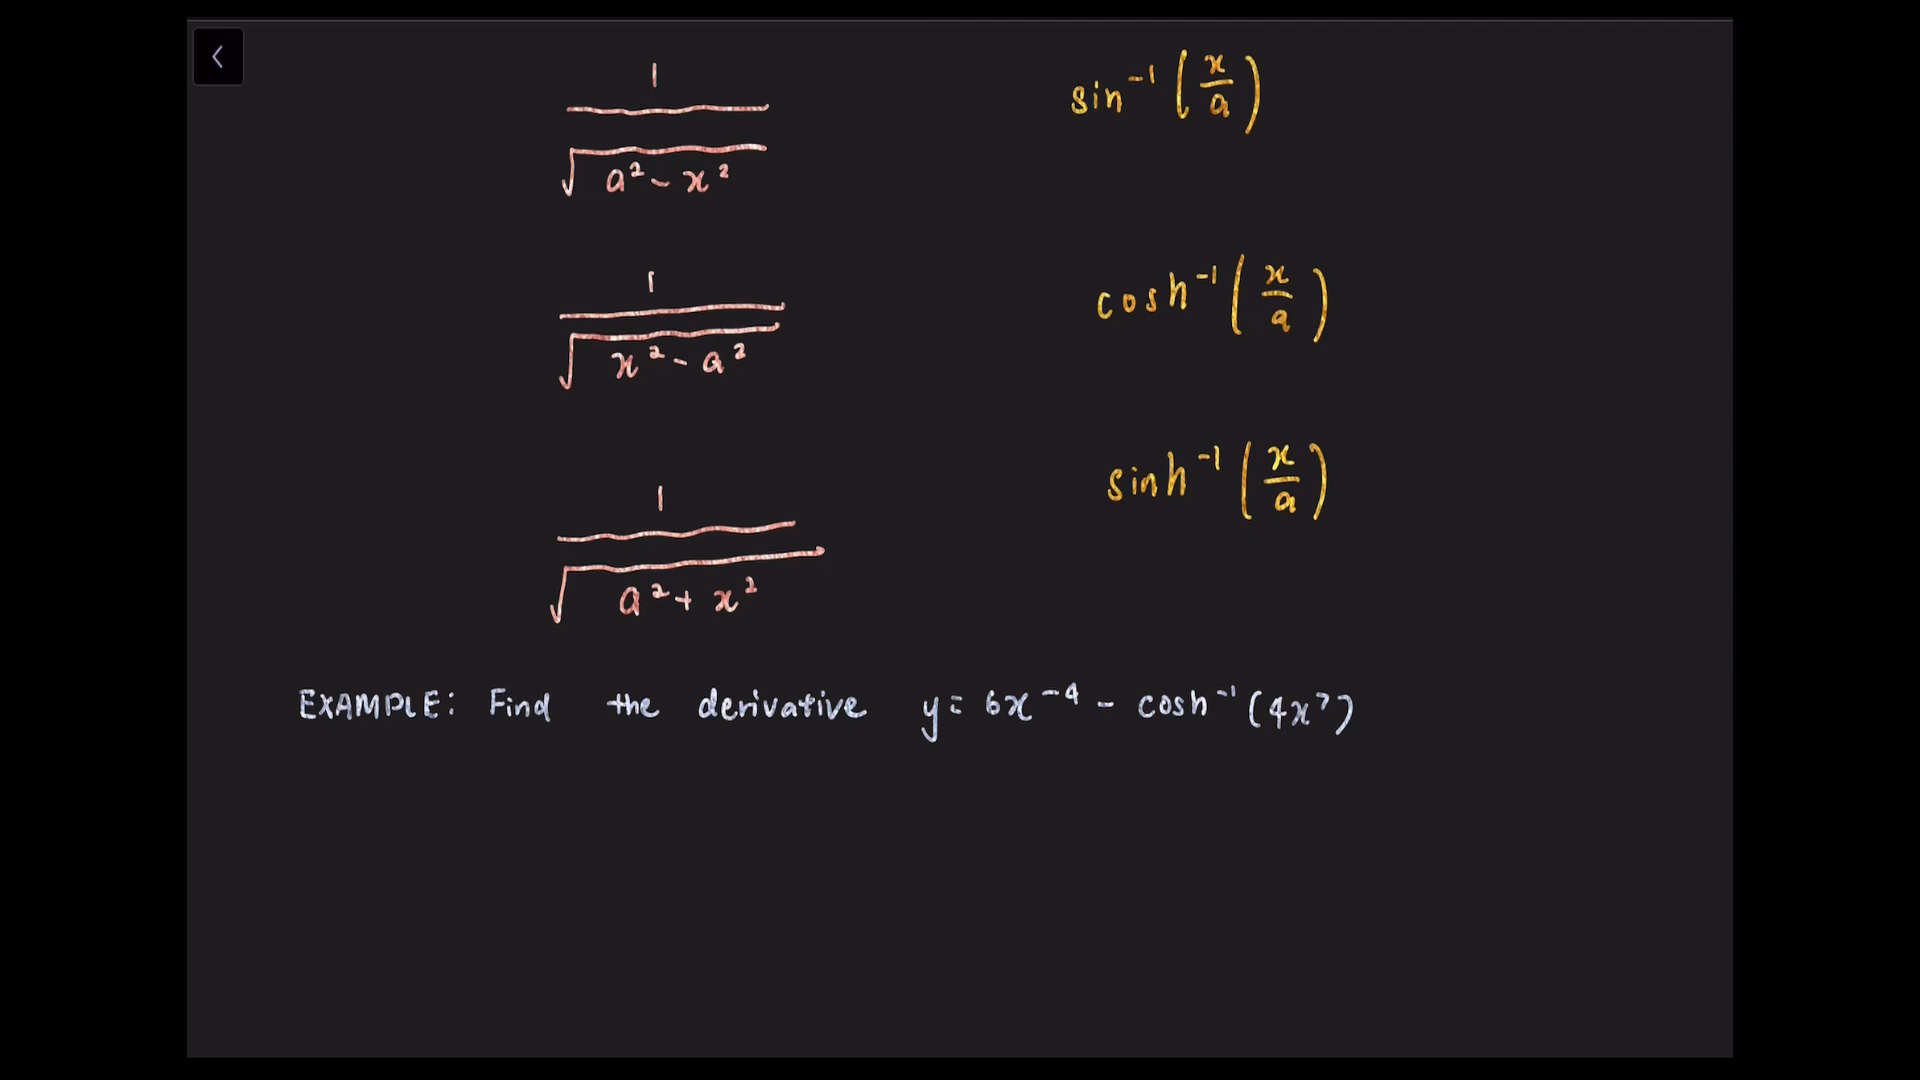 1/√(a² - x²) sin⁻¹(x/a)
1/√(x² - a²) cosh⁻¹(x/a)
1/√(a² + x²) sinh⁻¹(x/a)
EXAMPLE: Find the derivative y = 6x⁻⁴ - cosh⁻¹(4x⁷)